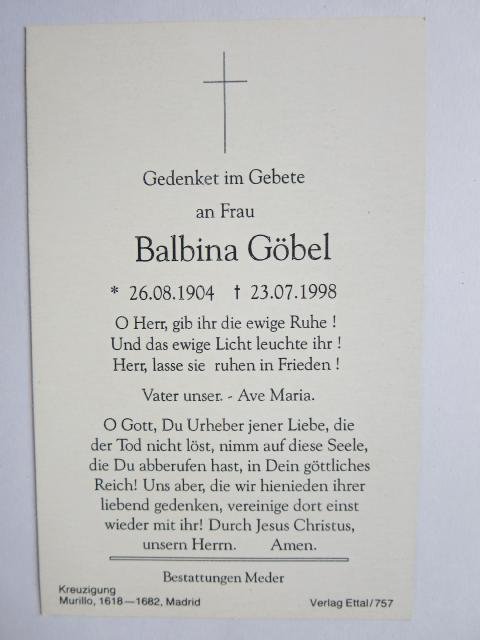 Gedenket im Gebete
an Frau
Balbina Göbel
* 26.08.1904 † 23.07.1998
O Herr, gib ihr die ewige Ruhe !
Und das ewige Licht leuchte ihr !
Herr, lasse sie ruhen in Frieden !
Vater unser. - Ave Maria.
O Gott, Du Urheber jener Liebe, die
der Tod nicht löst, nimm auf diese Seele,
die Du abberufen hast, in Dein göttliches
Reich! Uns aber, die wir hienieden ihrer
liebend gedenken, vereinige dort einst
wieder mit ihr! Durch Jesus Christus,
unsern Herrn. Amen.
Bestattungen Meder
Kreuzigung
Murillo, 1618—1682, Madrid
Verlag Ettal/757